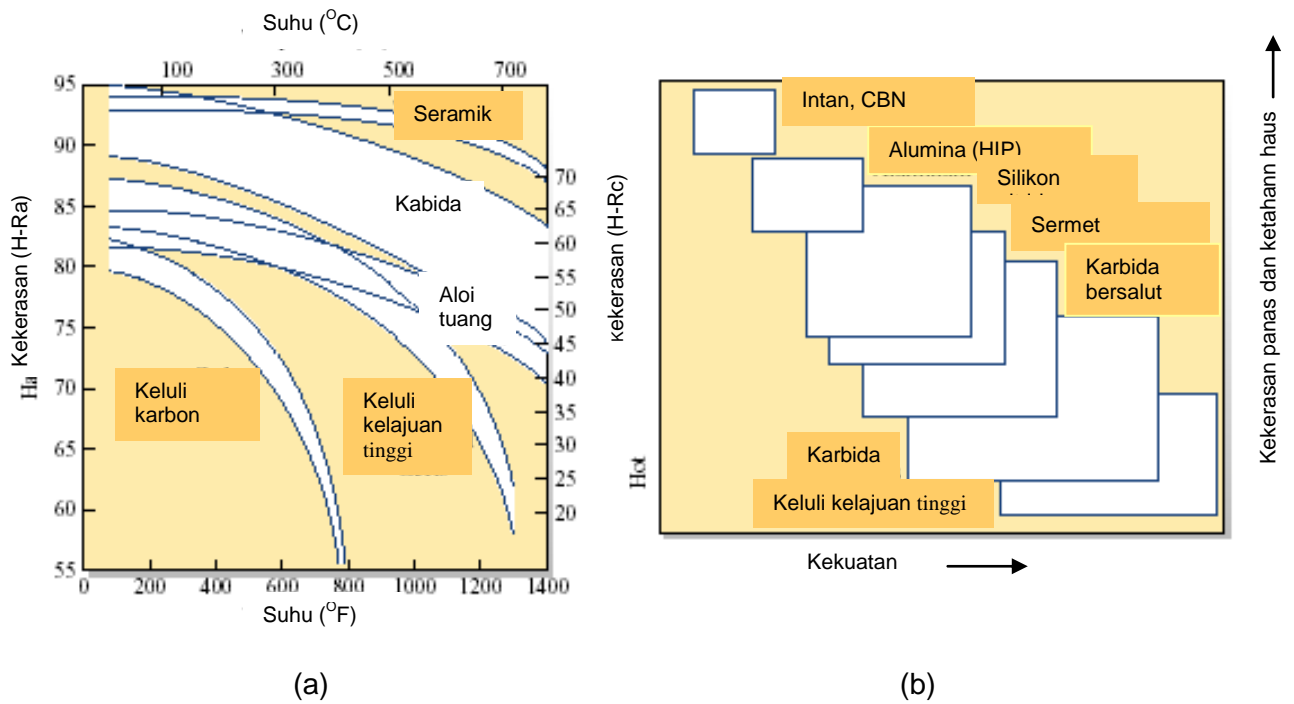 Suhu (°C)
100 300 500 700
95
90
85
80
75
70
65
60
55
Kekerasan (H-Ra)
Ha
Seramik
Kabida
Aloi
tuang
Keluli
karbon
Keluli
kelajuan
tinggi
70
65
60
55
50
45
40
35
30
25
20
kekerasan (H-Rc)
0 200 400 600 800 1000 1200 1400
Suhu (°F)
(a)
Intan, CBN
Alumina (HIP)
Silikon
Sermet
Karbida
bersalut
Karbida
Keluli kelajuan tinggi
Hot
Kekuatan
Kekerasan panas dan ketahann haus
(b)